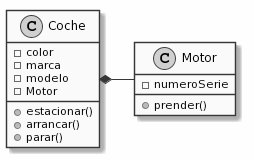 C Coche
color
marca
modelo
Motor
estacionar()
arrancar()
parar()
C Motor
numeroSerie
prender()